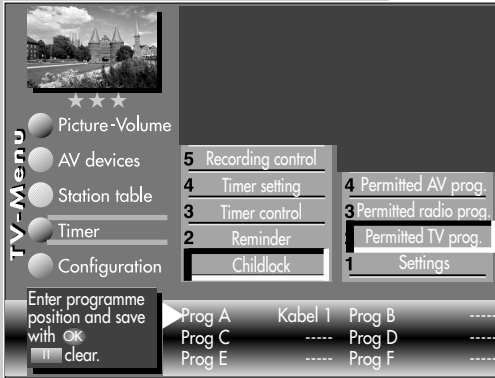 TV-Menu
Picture-Volume
AV devices
Station table
Timer
Configuration
5 Recording control
4 Timer setting
3 Timer control
2 Reminder
Childlock
4 Permitted AV prog.
3 Permitted radio prog.
Permitted TV prog.
1 Settings
Enter programme
position and save
with OK
II clear.
Prog A Kabel 1 Prog B -----
Prog C ----- Prog D -----
Prog E ----- Prog F -----